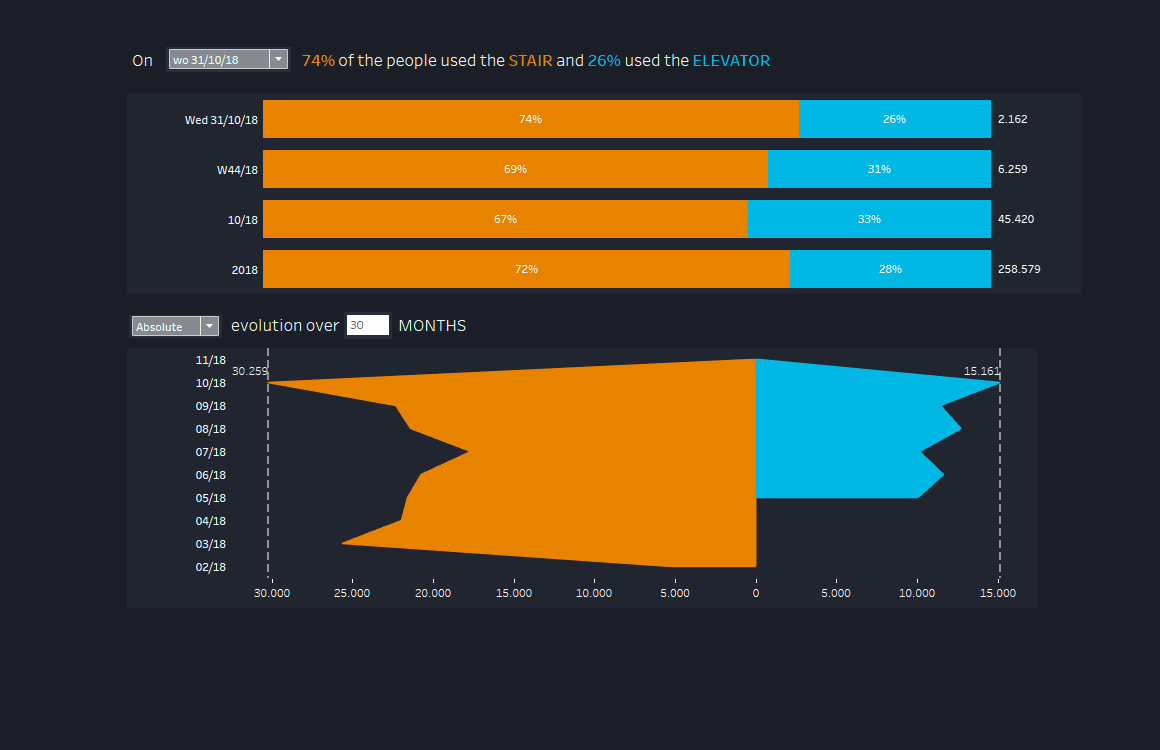 On wo 31/10/18 74% of the people used the STAIR and 26% used the ELEVATOR
Wed 31/10/18 74% 26% 2.162
W44/18 69% 31% 6.259
10/18 67% 33% 45.420
2018 72% 28% 258.579
Absolute evolution over 30 MONTHS
11/18
30.259 15.161
10/18
09/18
08/18
07/18
06/18
05/18
04/18
03/18
02/18
30.000 25.000 20.000 15.000 10.000 5.000 0 5.000 10.000 15.000